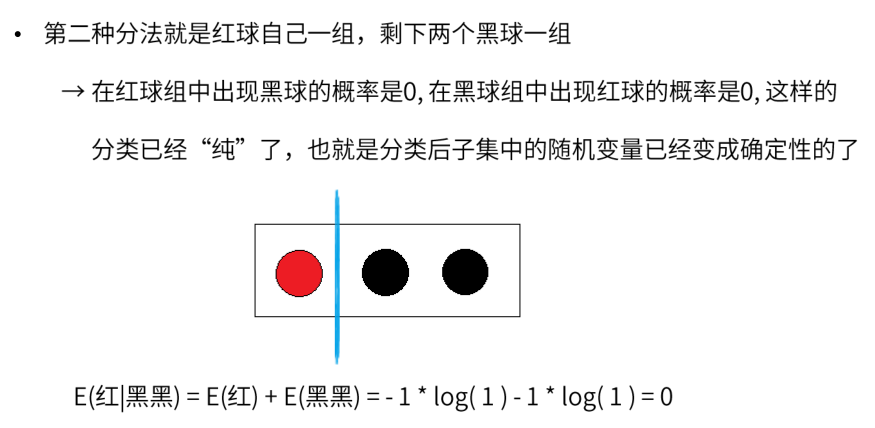 • 第二种分法就是红球自己一组，剩下两个黑球一组
→ 在红球组中出现黑球的概率是0, 在黑球组中出现红球的概率是0, 这样的
分类已经“纯”了，也就是分类后子集中的随机变量已经变成确定性的了
E(红|黑黑) = E(红) + E(黑黑) = - 1 * log( 1 ) - 1 * log( 1 ) = 0